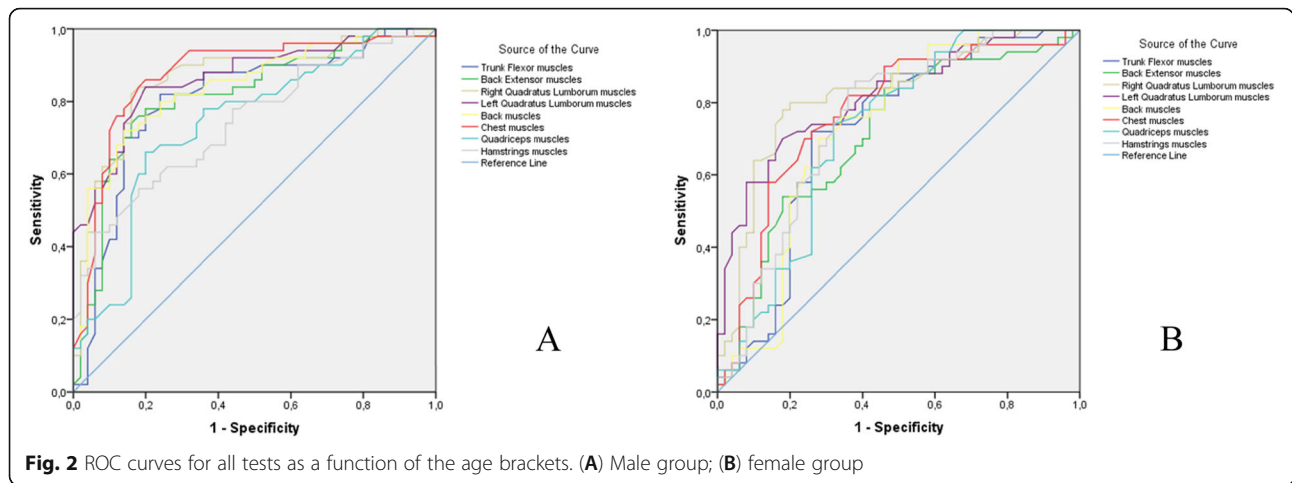 Source of the Curve
Trunk Flexor muscles
Back Extensor muscles
Right Quadratus Lumborum muscles
Left Quadratus Lumborum muscles
Back muscles
Chest muscles
Quadriceps muscles
Hamstrings muscles
Reference Line
Sensitivity
1,0
0,8
0,6
0,4
0,2
0,0
0,0 0,2 0,4 0,6 0,8 1,0
1 - Specificity
A
Source of the Curve
Trunk Flexor muscles
Back Extensor muscles
Right Quadratus Lumborum muscles
Left Quadratus Lumborum muscles
Back muscles
Chest muscles
Quadriceps muscles
Hamstrings muscles
Reference Line
Sensitivity
1,0
0,8
0,6
0,4
0,2
0,0
0,0 0,2 0,4 0,6 0,8 1,0
1 - Specificity
B
Fig. 2 ROC curves for all tests as a function of the age brackets. (A) Male group; (B) female group